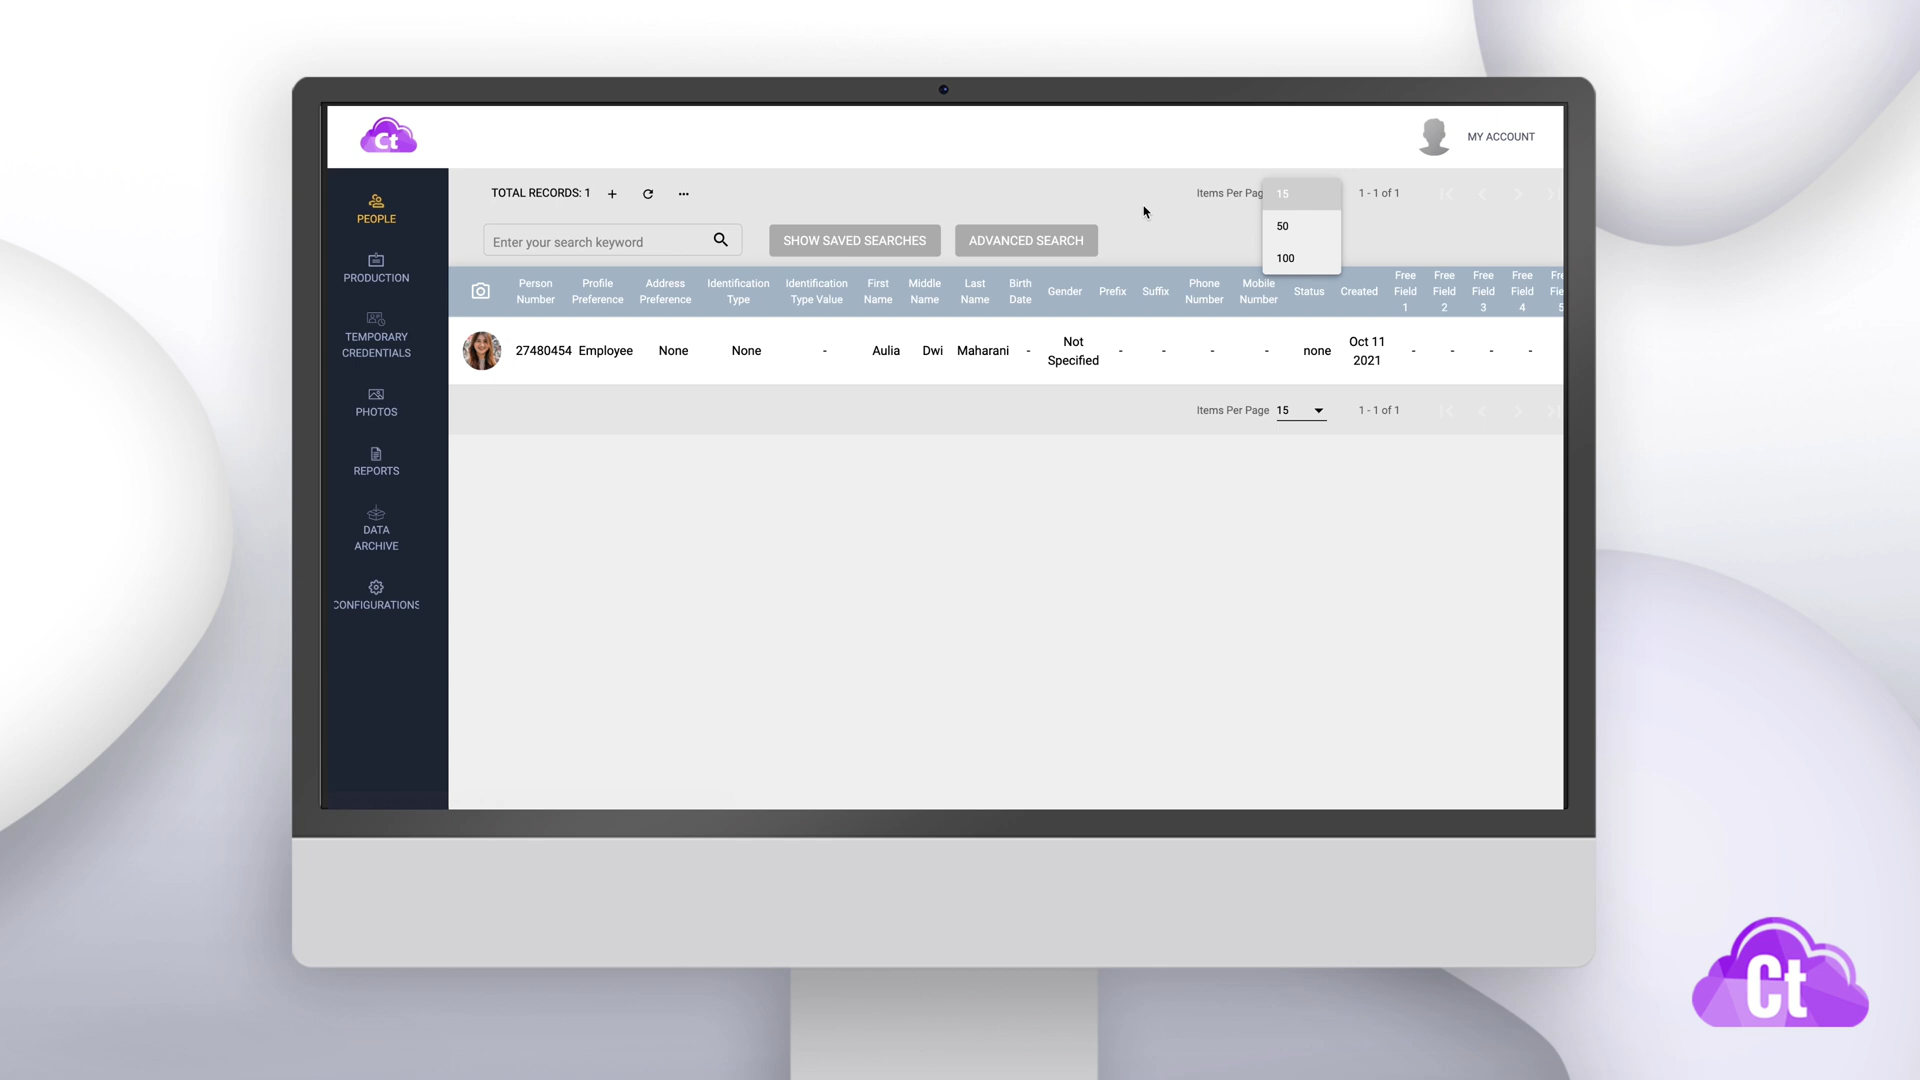 Ct
MY ACCOUNT
PEOPLE
PRODUCTION
TEMPORARY
CREDENTIALS
PHOTOS
REPORTS
DATA
ARCHIVE
CONFIGURATIONS
TOTAL RECORDS: 1
Items Per Pag
15
50
100
1 - 1 of 1
Enter your search keyword
SHOW SAVED SEARCHES
ADVANCED SEARCH
Person Number
Profile Preference
Address Preference
Identification Type
Identification Type Value
First Name
Middle Name
Last Name
Birth Date
Gender
Prefix
Suffix
Phone Number
Mobile Number
Status
Created
Free Field 1
Free Field 2
Free Field 3
Free Field 4
Fre Fie 5
27480454 Employee None None - Aulia Dwi Maharani - Not Specified - - - - none Oct 11 2021 - - - -
Items Per Page 15 1 - 1 of 1
Ct